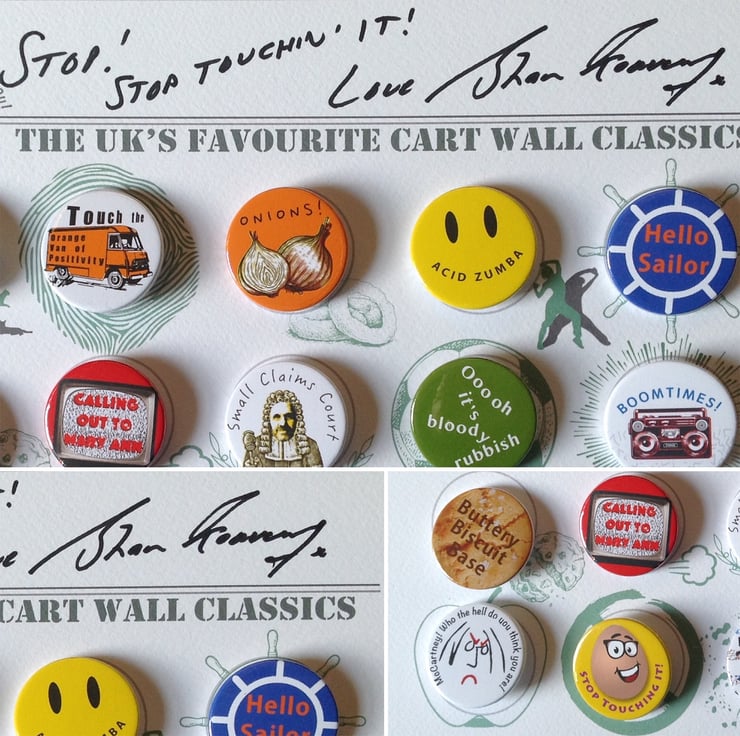 STOP!
STOP TOUCHIN' IT!
LOVE Shaun Keaveny x
THE UK'S FAVOURITE CART WALL CLASSICS
Touch the
Orange
Van of
Positivity
ONIONS!
ACID ZUMBA
Hello
Sailor
CALLING
OUT TO
MARY ANN
Small Claims Court
Oooh
it's
bloody
rubbish
BOOMTIMES!
CART WALL CLASSICS
Hello
Sailor
Buttery
Biscuit
Base
CALLING
OUT TO
MARY ANN
McCartney! Who the hell do you think you are!
STOP TOUCHING IT!